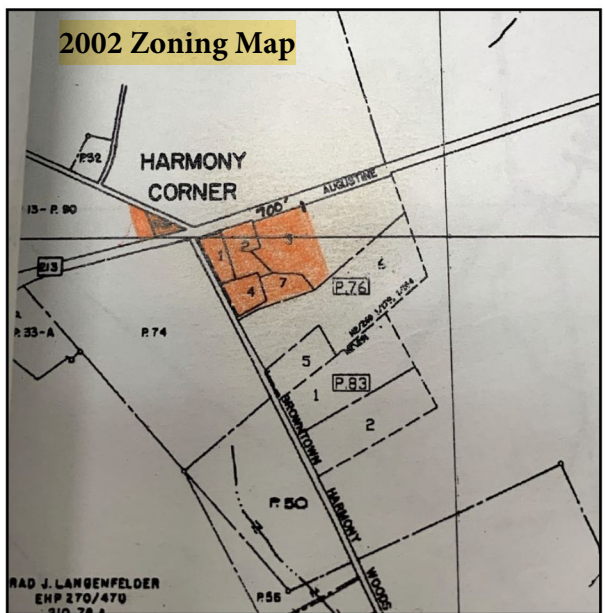 2002 Zoning Map
P.32
HARMONY
CORNER
AUGUSTINE
700'
13-P. 90
213
1
2
3
4
7
6
P.76
P.33-A
P.74
5
1
P.83
2
BROWNTOWN
P.50
HARMONY
WOODS
RAD J. LANGENFELDER
EHP 270/470
P.56